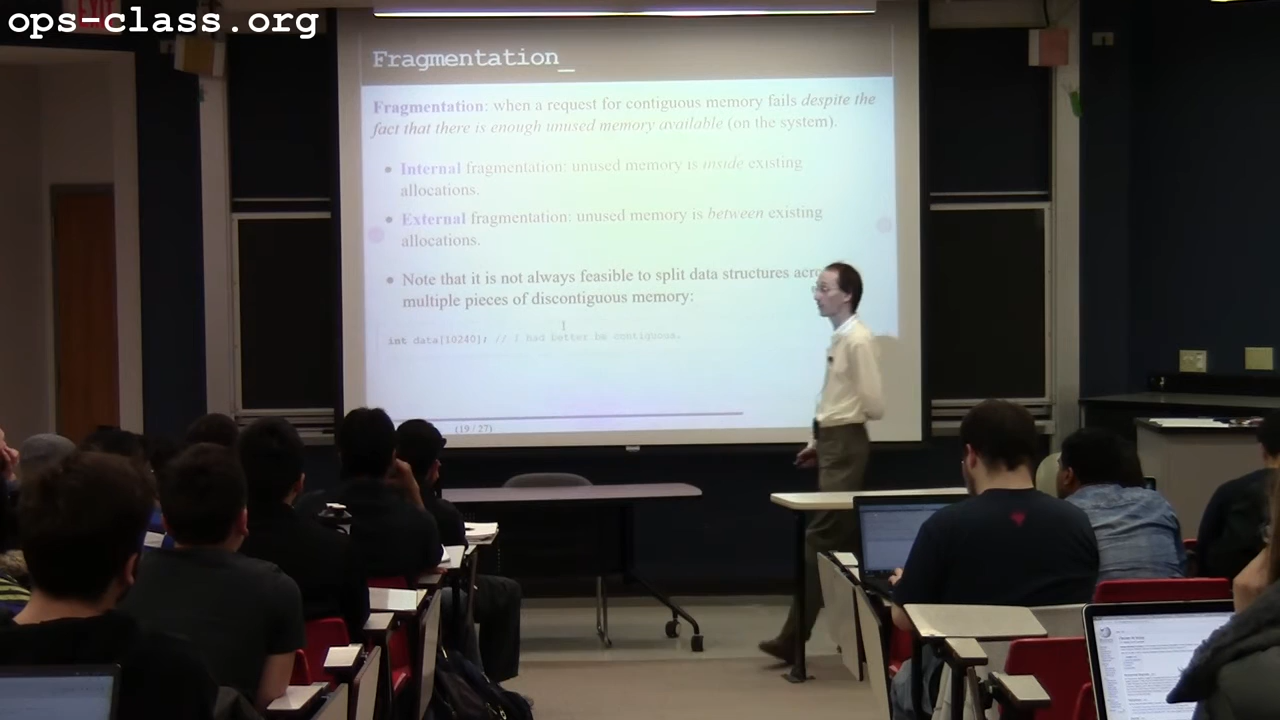 ops-class.org
EXIT
Fragmentation_
Fragmentation: when a request for contiguous memory fails despite the
fact that there is enough unused memory available (on the system).
• Internal fragmentation: unused memory is inside existing
allocations.
• External fragmentation: unused memory is between existing
allocations.
• Note that it is not always feasible to split data structures acro
multiple pieces of discontiguous memory:
int data[10240]; // I had better be contiguous.
(19 / 27)